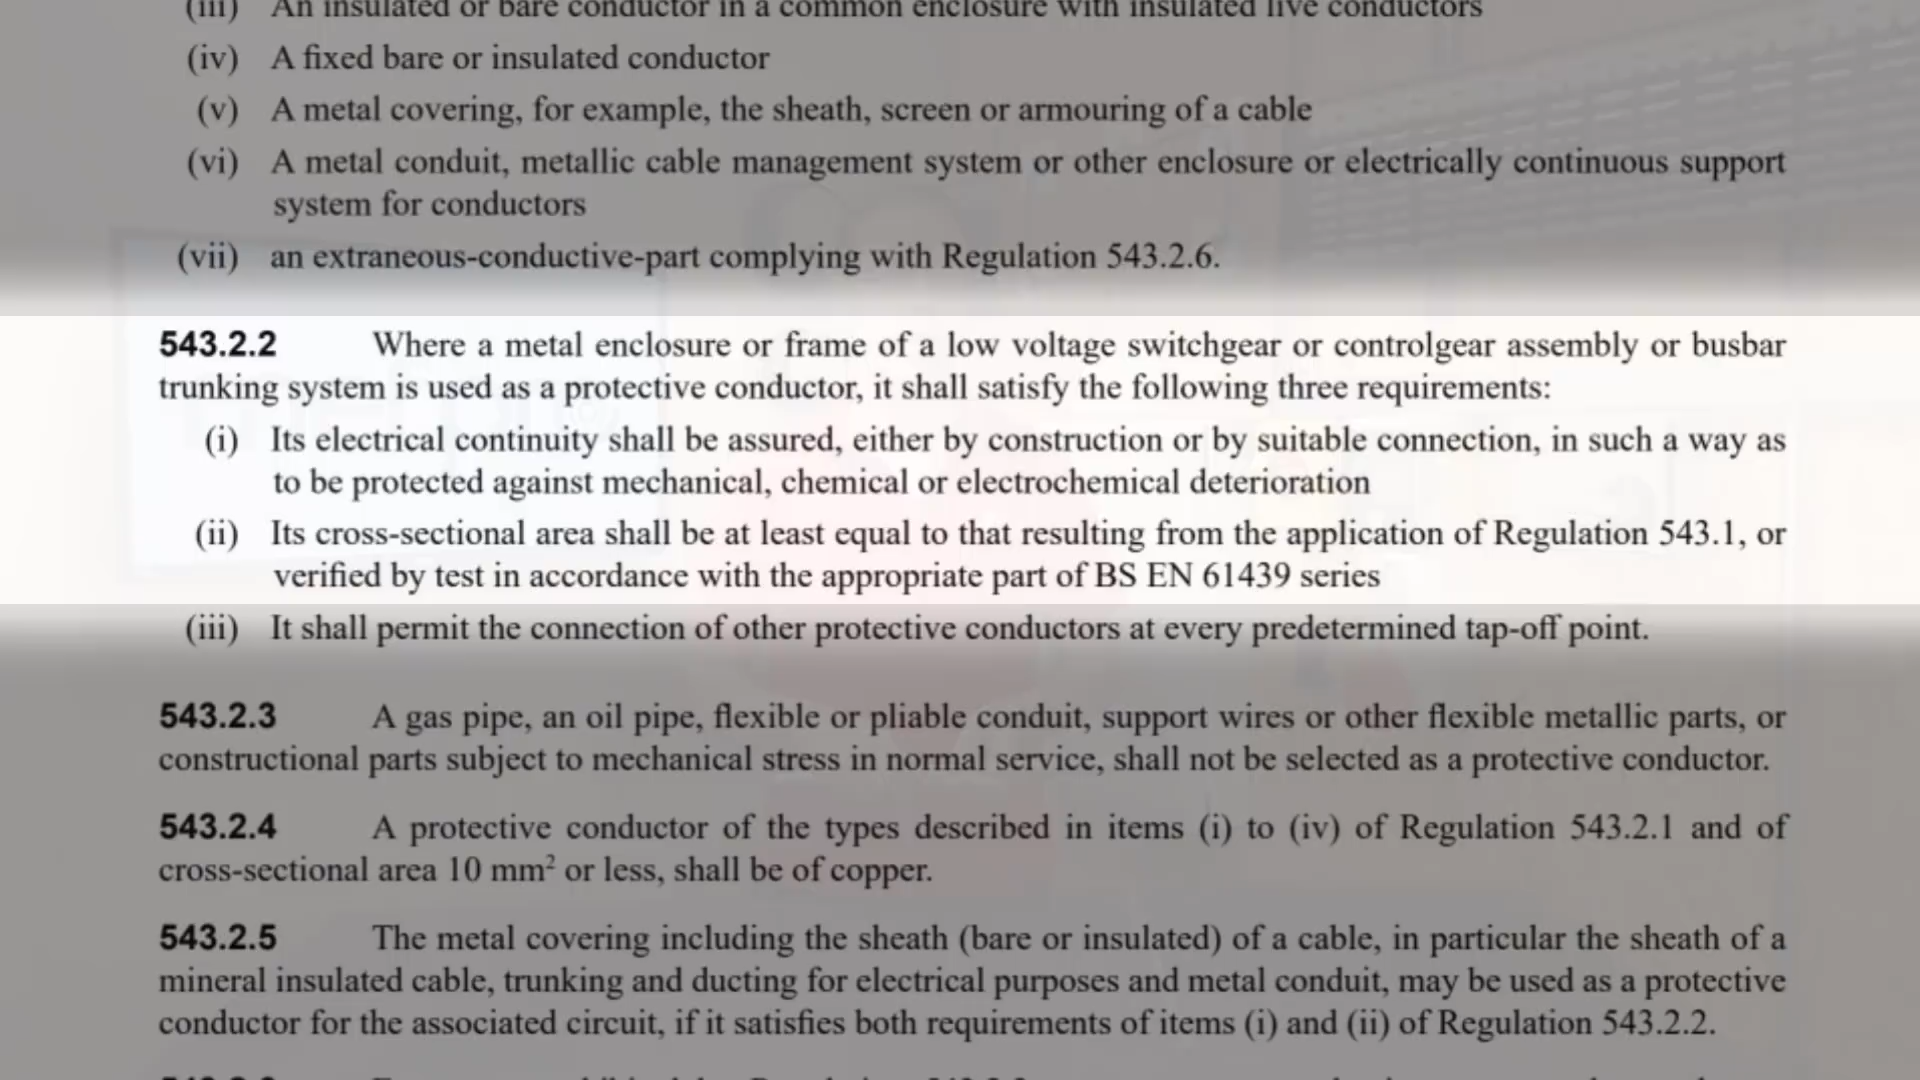 (iii) An insulated or bare conductor in a common enclosure with insulated live conductors
(iv) A fixed bare or insulated conductor
(v) A metal covering, for example, the sheath, screen or armouring of a cable
(vi) A metal conduit, metallic cable management system or other enclosure or electrically continuous support
system for conductors
(vii) an extraneous-conductive-part complying with Regulation 543.2.6.
543.2.2 Where a metal enclosure or frame of a low voltage switchgear or controlgear assembly or busbar
trunking system is used as a protective conductor, it shall satisfy the following three requirements:
(i) Its electrical continuity shall be assured, either by construction or by suitable connection, in such a way as
to be protected against mechanical, chemical or electrochemical deterioration
(ii) Its cross-sectional area shall be at least equal to that resulting from the application of Regulation 543.1, or
verified by test in accordance with the appropriate part of BS EN 61439 series
(iii) It shall permit the connection of other protective conductors at every predetermined tap-off point.
543.2.3 A gas pipe, an oil pipe, flexible or pliable conduit, support wires or other flexible metallic parts, or
constructional parts subject to mechanical stress in normal service, shall not be selected as a protective conductor.
543.2.4 A protective conductor of the types described in items (i) to (iv) of Regulation 543.2.1 and of
cross-sectional area 10 mm² or less, shall be of copper.
543.2.5 The metal covering including the sheath (bare or insulated) of a cable, in particular the sheath of a
mineral insulated cable, trunking and ducting for electrical purposes and metal conduit, may be used as a protective
conductor for the associated circuit, if it satisfies both requirements of items (i) and (ii) of Regulation 543.2.2.